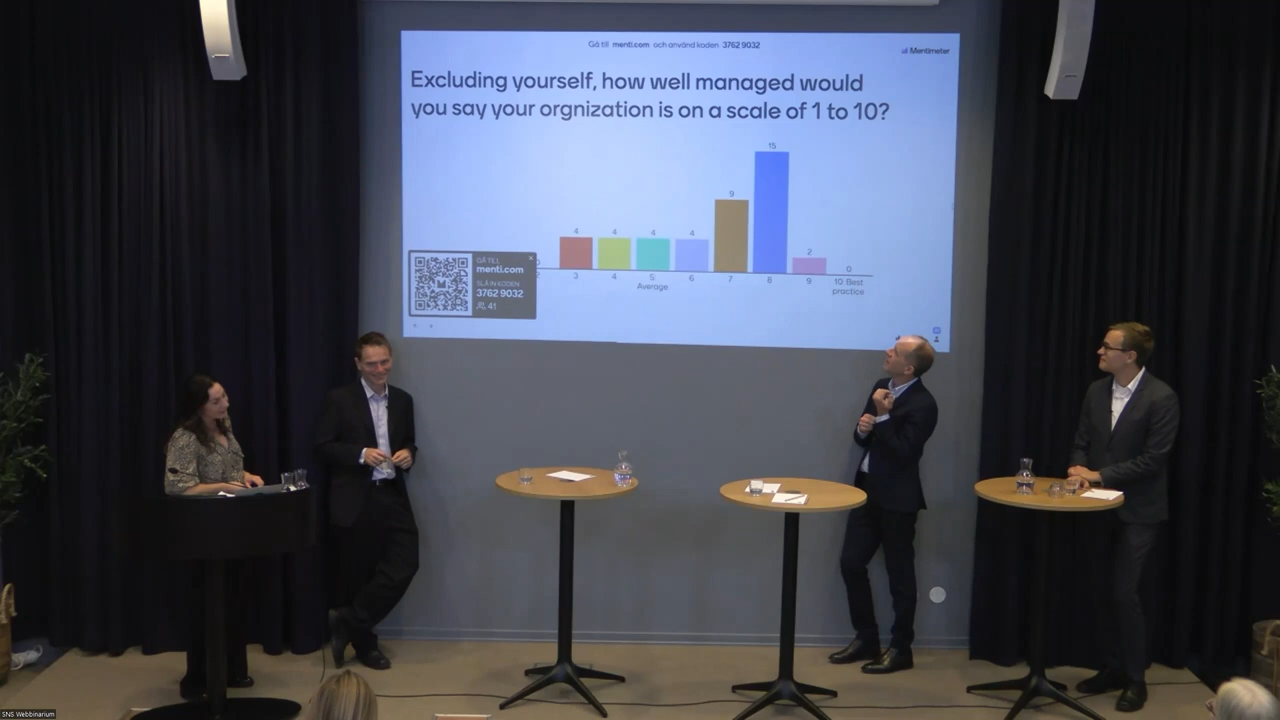 Gå till menti.com och använd koden 3762 9032
Mentimeter
Excluding yourself, how well managed would
you say your orgnization is on a scale of 1 to 10?
15
9
4 4 4 4
2
0
0
2 3 4 5: 6 7 8 9 10: Best
Average practice
GÅ TILL
menti.com
SLÅ IN KODEN
3762 9032
41
SNS Webbinarium